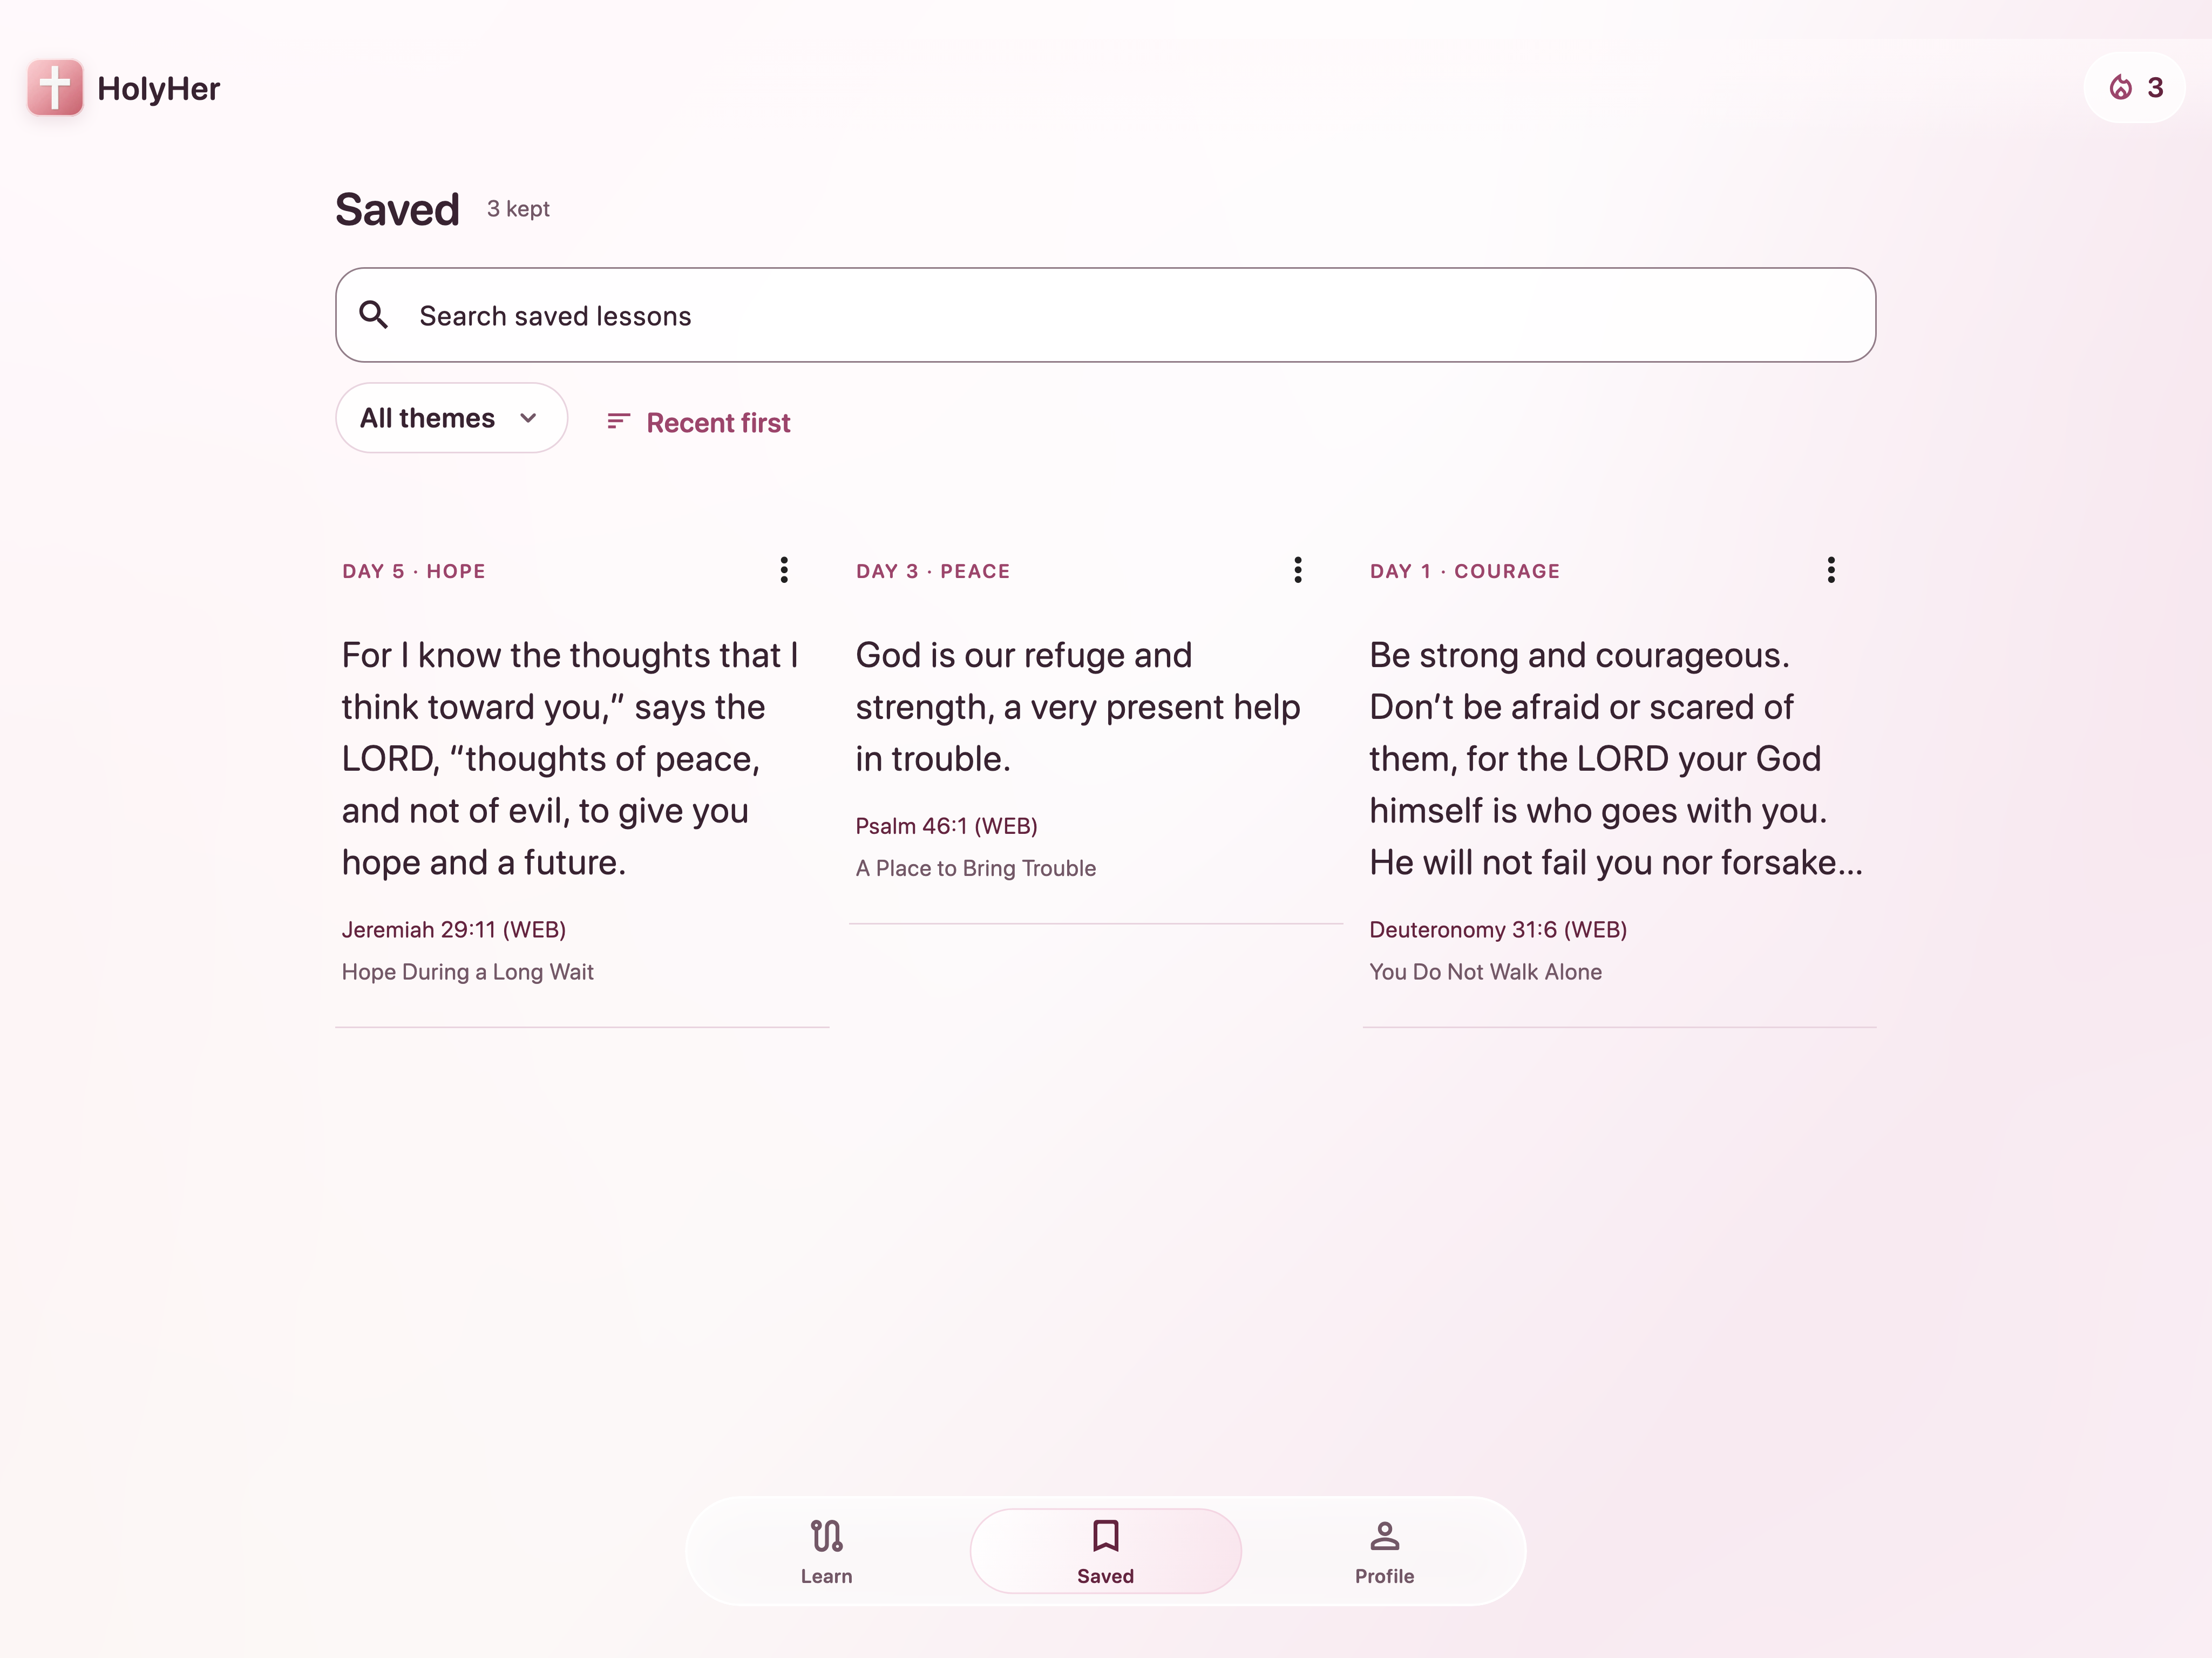 HolyHer
3
Saved
3 kept
Search saved lessons
All themes
Recent first
DAY 5 · HOPE
For I know the thoughts that I
think toward you,” says the
LORD, “thoughts of peace,
and not of evil, to give you
hope and a future.
Jeremiah 29:11 (WEB)
Hope During a Long Wait
DAY 3 · PEACE
God is our refuge and
strength, a very present help
in trouble.
Psalm 46:1 (WEB)
A Place to Bring Trouble
DAY 1 · COURAGE
Be strong and courageous.
Don’t be afraid or scared of
them, for the LORD your God
himself is who goes with you.
He will not fail you nor forsake...
Deuteronomy 31:6 (WEB)
You Do Not Walk Alone
Learn
Saved
Profile